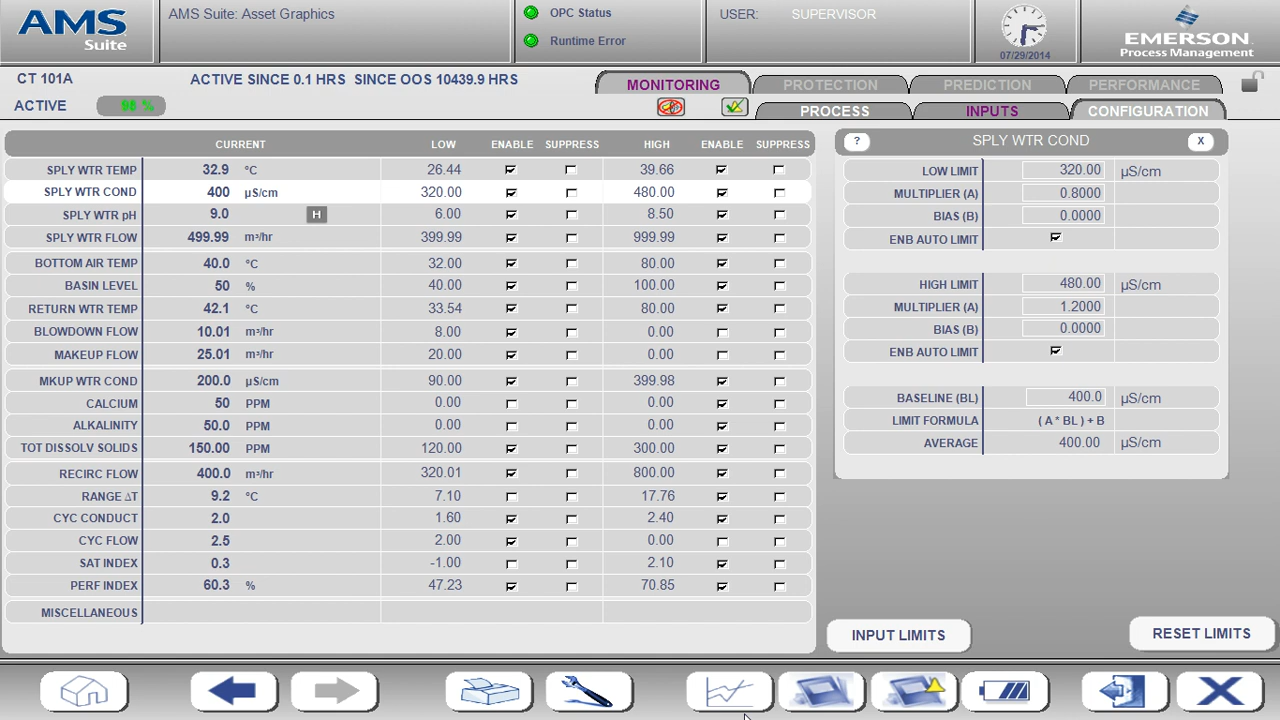 AMS
Suite
AMS Suite: Asset Graphics
OPC Status
Runtime Error
USER: SUPERVISOR
07/29/2014
EMERSON.
Process Management
CT 101A
ACTIVE SINCE 0.1 HRS SINCE OOS 10439.9 HRS
ACTIVE 98 %
MONITORING PROTECTION PREDICTION PERFORMANCE
PROCESS INPUTS CONFIGURATION
CURRENT LOW ENABLE SUPPRESS HIGH ENABLE SUPPRESS
SPLY WTR TEMP 32.9 °C 26.44 39.66
SPLY WTR COND 400 µS/cm 320.00 480.00
SPLY WTR pH 9.0 H 6.00 8.50
SPLY WTR FLOW 499.99 m³/hr 399.99 999.99
BOTTOM AIR TEMP 40.0 °C 32.00 80.00
BASIN LEVEL 50 % 40.00 100.00
RETURN WTR TEMP 42.1 °C 33.54 80.00
BLOWDOWN FLOW 10.01 m³/hr 8.00 0.00
MAKEUP FLOW 25.01 m³/hr 20.00 0.00
MKUP WTR COND 200.0 µS/cm 90.00 399.98
CALCIUM 50 PPM 0.00 0.00
ALKALINITY 50.0 PPM 0.00 0.00
TOT DISSOLV SOLIDS 150.00 PPM 120.00 300.00
RECIRC FLOW 400.0 m³/hr 320.01 800.00
RANGE ΔT 9.2 °C 7.10 17.76
CYC CONDUCT 2.0 1.60 2.40
CYC FLOW 2.5 2.00 0.00
SAT INDEX 0.3 -1.00 2.10
PERF INDEX 60.3 % 47.23 70.85
MISCELLANEOUS
? SPLY WTR COND X
LOW LIMIT 320.00 µS/cm
MULTIPLIER (A) 0.8000
BIAS (B) 0.0000
ENB AUTO LIMIT
HIGH LIMIT 480.00 µS/cm
MULTIPLIER (A) 1.2000
BIAS (B) 0.0000
ENB AUTO LIMIT
BASELINE (BL) 400.0 µS/cm
LIMIT FORMULA ( A * BL ) + B
AVERAGE 400.00 µS/cm
INPUT LIMITS RESET LIMITS